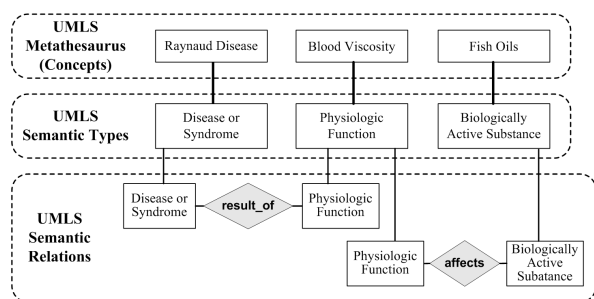 UMLS
Metathesaurus
(Concepts)
Raynaud Disease
Blood Viscosity
Fish Oils
UMLS
Semantic Types
Disease or
Syndrome
Physiologic
Function
Biologically
Active Substance
UMLS
Semantic
Relations
Disease or
Syndrome
result_of
Physiologic
Function
Physiologic
Function
affects
Biologically
Active
Subatance